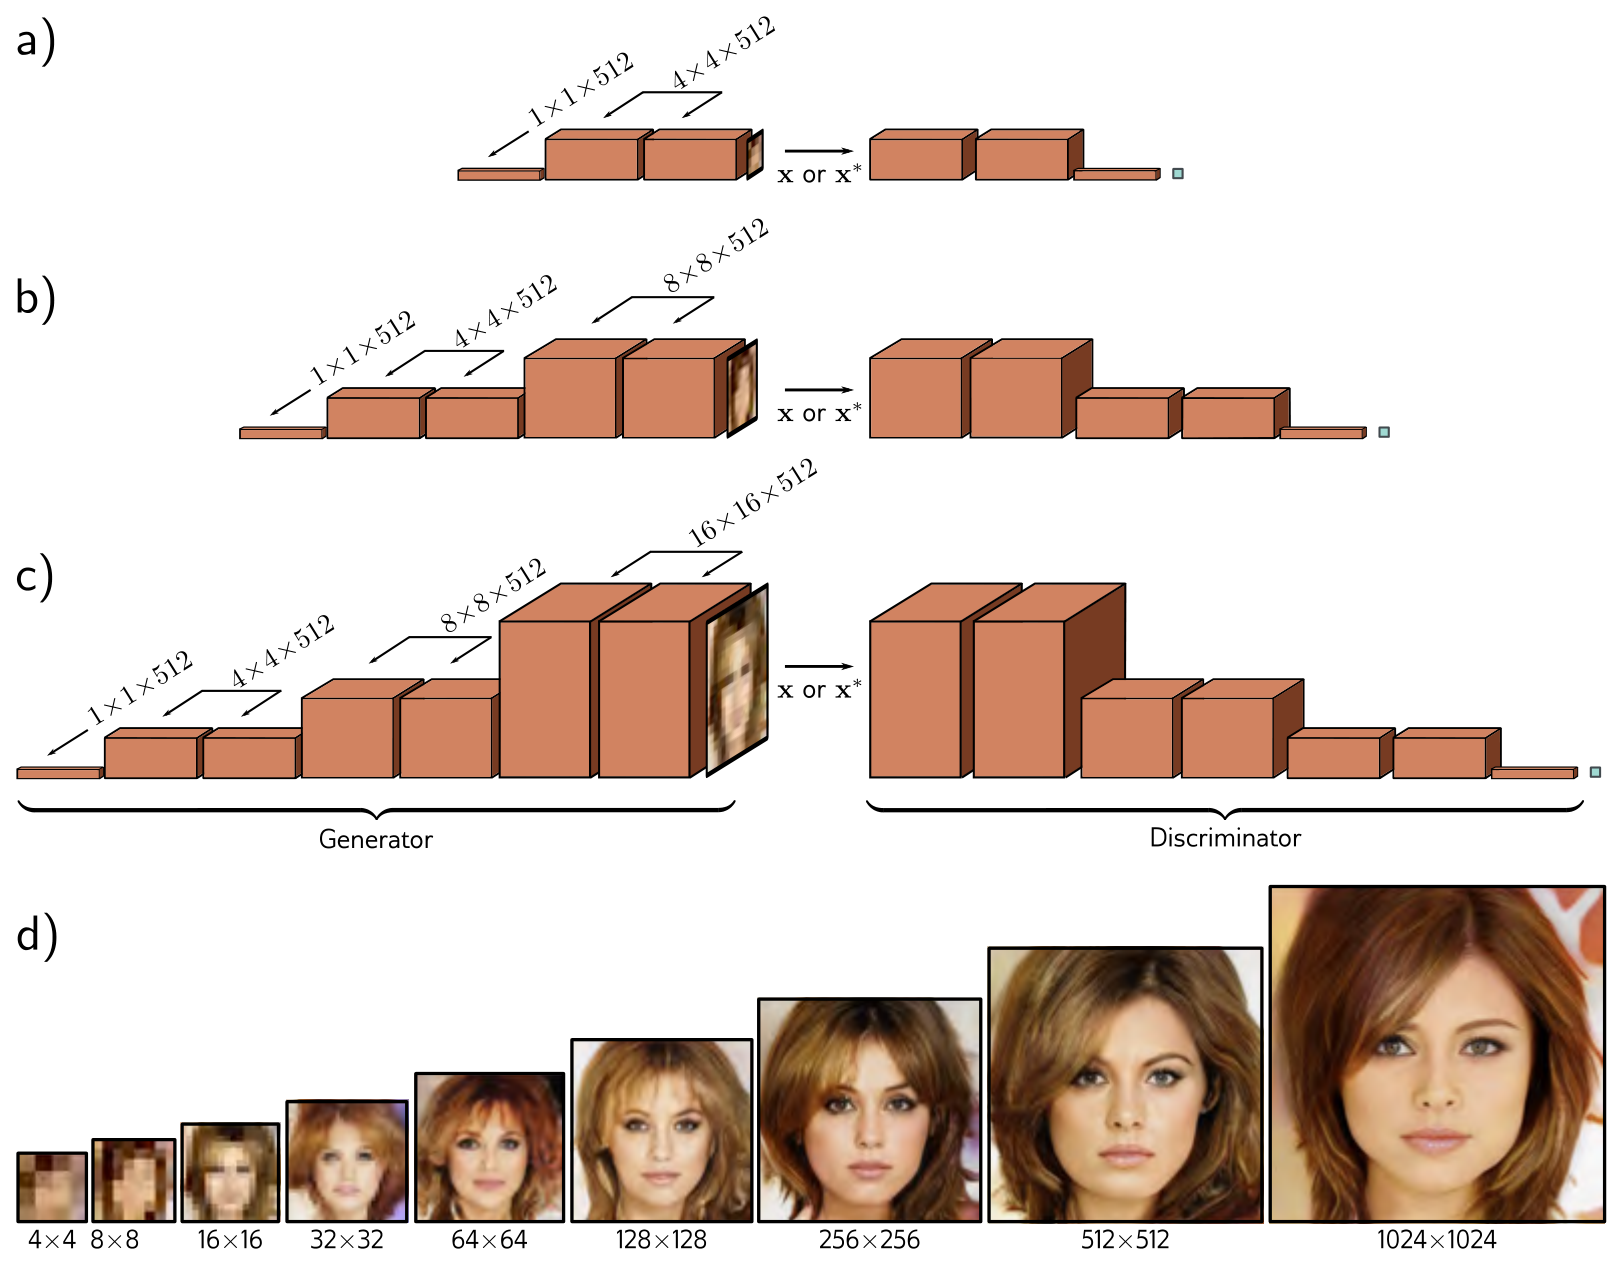 a)
1×1×512
4×4×512
x or x*
b)
1×1×512
4×4×512
8×8×512
x or x*
c)
1×1×512
4×4×512
8×8×512
16×16×512
x or x*
Generator
Discriminator
d)
4×4 8×8 16×16 32×32 64×64 128×128 256×256 512×512 1024×1024